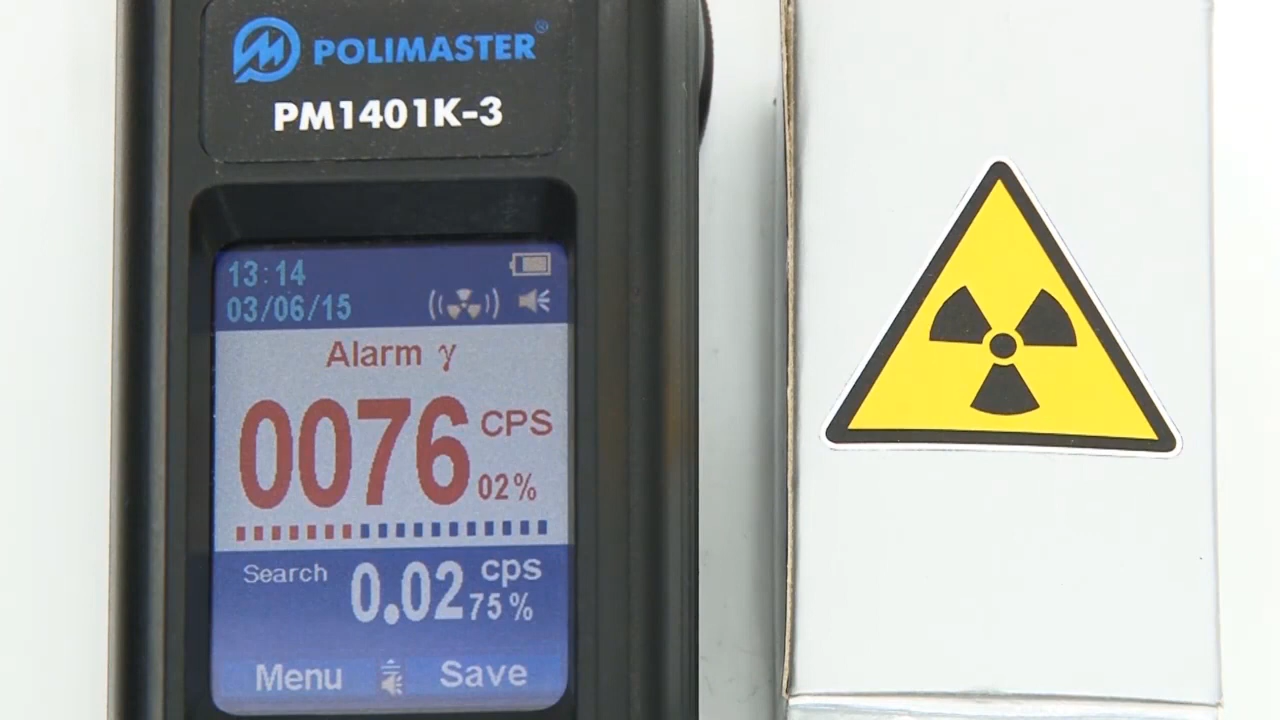 POLIMASTER®
PM1401K-3
13:14
03/06/15
Alarm γ
0076 CPS
02%
Search 0.02 cps
75%
Menu Save